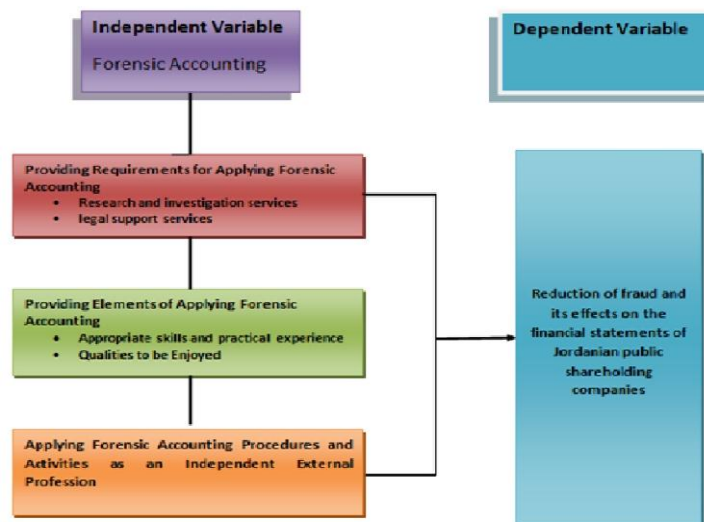 Independent Variable
Forensic Accounting
Dependent Variable
Providing Requirements for Applying Forensic
Accounting
• Research and investigation services
• legal support services
Providing Elements of Applying Forensic
Accounting
• Appropriate skills and practical experience
• Qualities to be Enjoyed
Applying Forensic Accounting Procedures and
Activities as an Independent External
Profession
Reduction of fraud and
its effects on the
financial statements of
Jordanian public
shareholding
companies